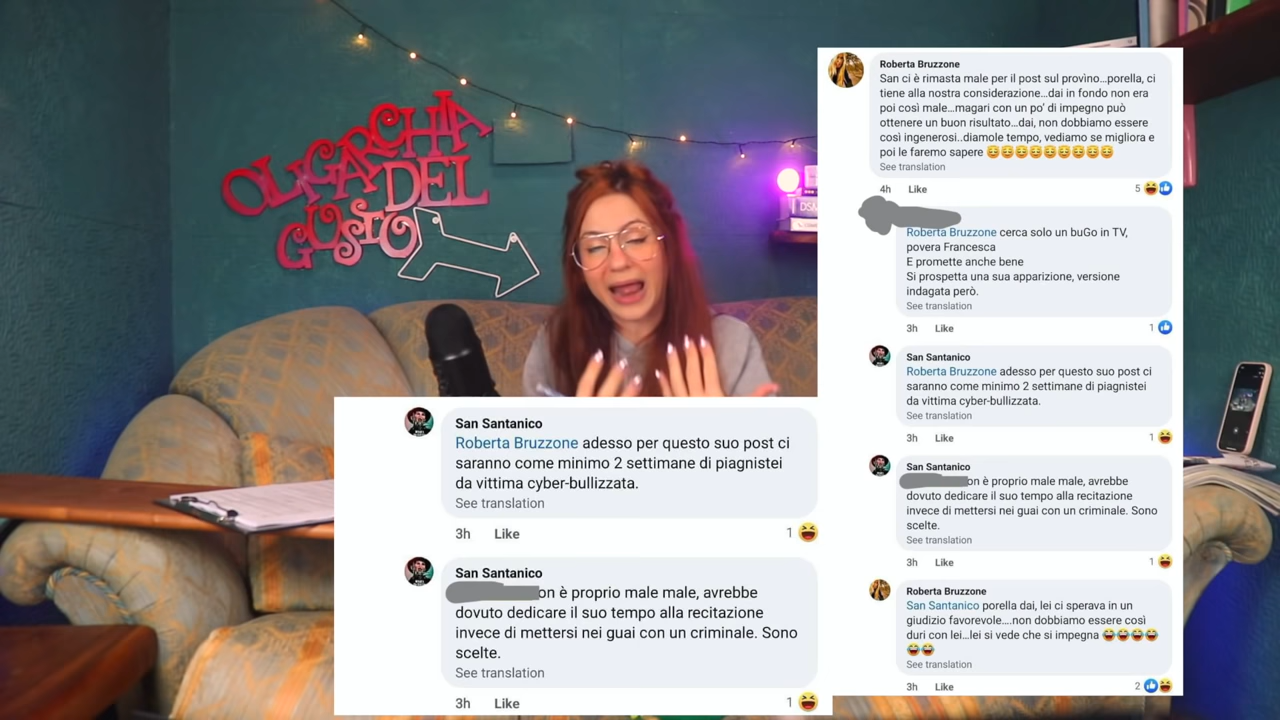 OLIGARCHIA
DEL
GUSTO
DSM
San Santanico
Roberta Bruzzone adesso per questo suo post ci
saranno come minimo 2 settimane di piagnistei
da vittima cyber-bullizzata.
See translation
3h Like 1
San Santanico
on è proprio male male, avrebbe
dovuto dedicare il suo tempo alla recitazione
invece di mettersi nei guai con un criminale. Sono
scelte.
See translation
3h Like 1
Roberta Bruzzone
San ci è rimasta male per il post sul provino...porella, ci
tiene alla nostra considerazione...dai in fondo non era
poi così male...magari con un po' di impegno può
ottenere un buon risultato...dai, non dobbiamo essere
così ingenerosi..diamole tempo, vediamo se migliora e
poi le faremo sapere 😌😌😌😌😌😌😌😌😌
See translation
4h Like 5
Roberta Bruzzone cerca solo un buGo in TV,
povera Francesca
E promette anche bene
Si prospetta una sua apparizione, versione
indagata però.
See translation
3h Like 1
San Santanico
Roberta Bruzzone adesso per questo suo post ci
saranno come minimo 2 settimane di piagnistei
da vittima cyber-bullizzata.
See translation
3h Like 1
San Santanico
on è proprio male male, avrebbe
dovuto dedicare il suo tempo alla recitazione
invece di mettersi nei guai con un criminale. Sono
scelte.
See translation
3h Like 1
Roberta Bruzzone
San Santanico porella dai, lei ci sperava in un
giudizio favorevole....non dobbiamo essere così
duri con lei...lei si vede che si impegna 😂😂😂😂
😂😂
See translation
3h Like 2